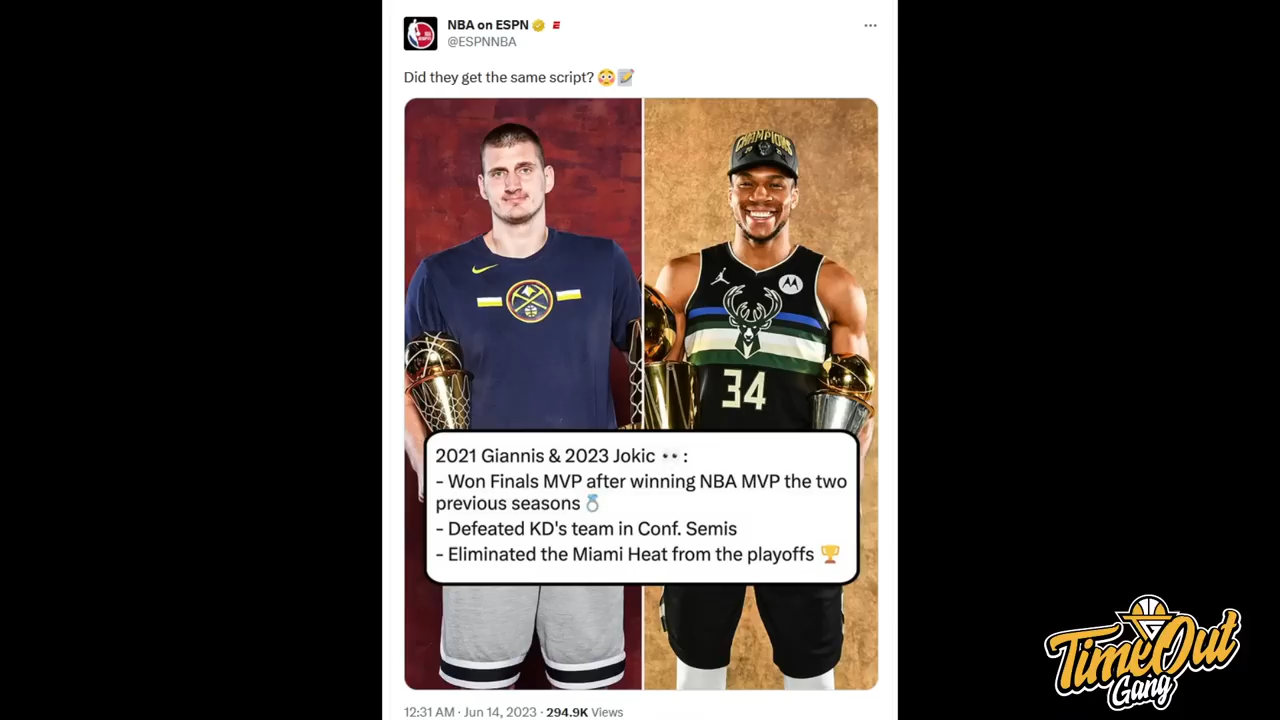 NBA on ESPN
@ESPNNBA
Did they get the same script? 😳📝
CHAMPIONS
34
2021 Giannis & 2023 Jokic 👀 :
- Won Finals MVP after winning NBA MVP the two
previous seasons 💍
- Defeated KD's team in Conf. Semis
- Eliminated the Miami Heat from the playoffs 🏆
12:31 AM · Jun 14, 2023 · 294.9K Views
TimeOut
Gang